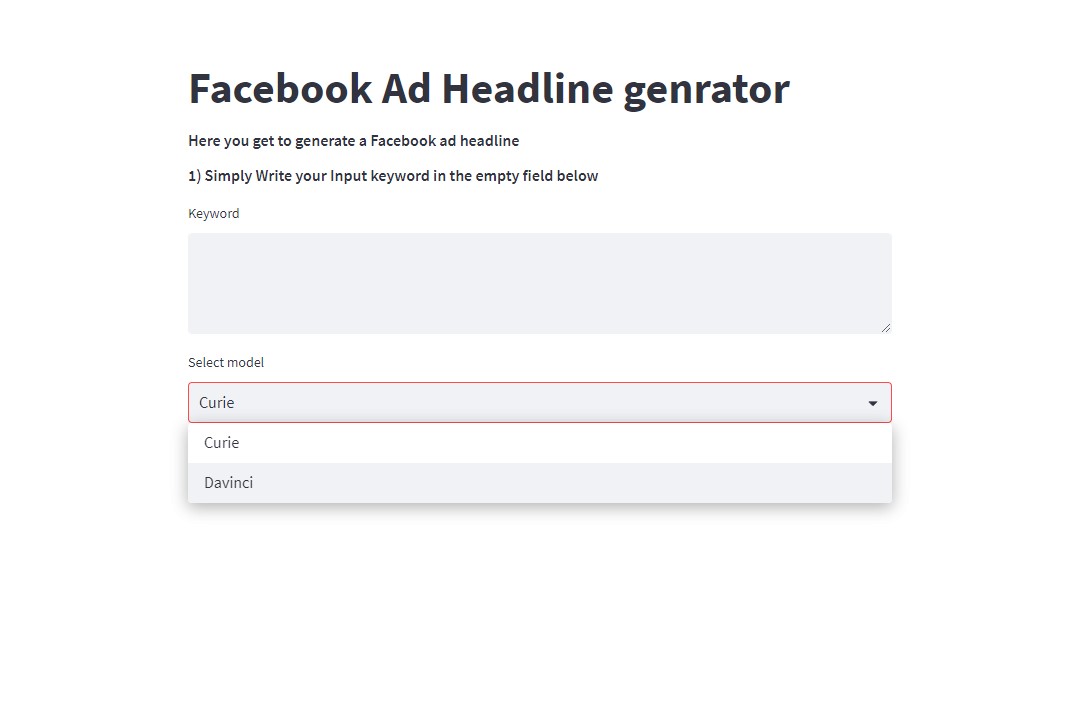 Facebook Ad Headline genrator
Here you get to generate a Facebook ad headline
1) Simply Write your Input keyword in the empty field below
Keyword
Select model
Curie
Curie
Davinci